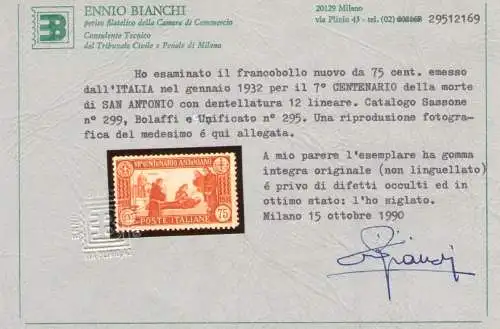 ENNIO BIANCHI
perito filatelico della Camera di Commercio
Consulente Tecnico
del Tribunale Civile e Penale di Milano
20129 Milano
via Plinio 43 - tel. (02) 29512169
Ho esaminato il francobollo nuovo da 75 cent. emesso
dall'ITALIA nel gennaio 1932 per il 7° CENTENARIO della morte
di SAN ANTONIO con dentellatura 12 lineare. Catalogo Sassone
n° 299, Bolaffi e Unificato n° 295. Una riproduzione fotogra-
fica del medesimo é qui allegata.
A mio parere l'esemplare ha gomma
integra originale (non linguellato)
é privo di difetti occulti ed in
ottimo stato: l'ho siglato.
Milano 15 ottobre 1990
VII CENTENARIO ANTONIANO
POSTE ITALIANE
75